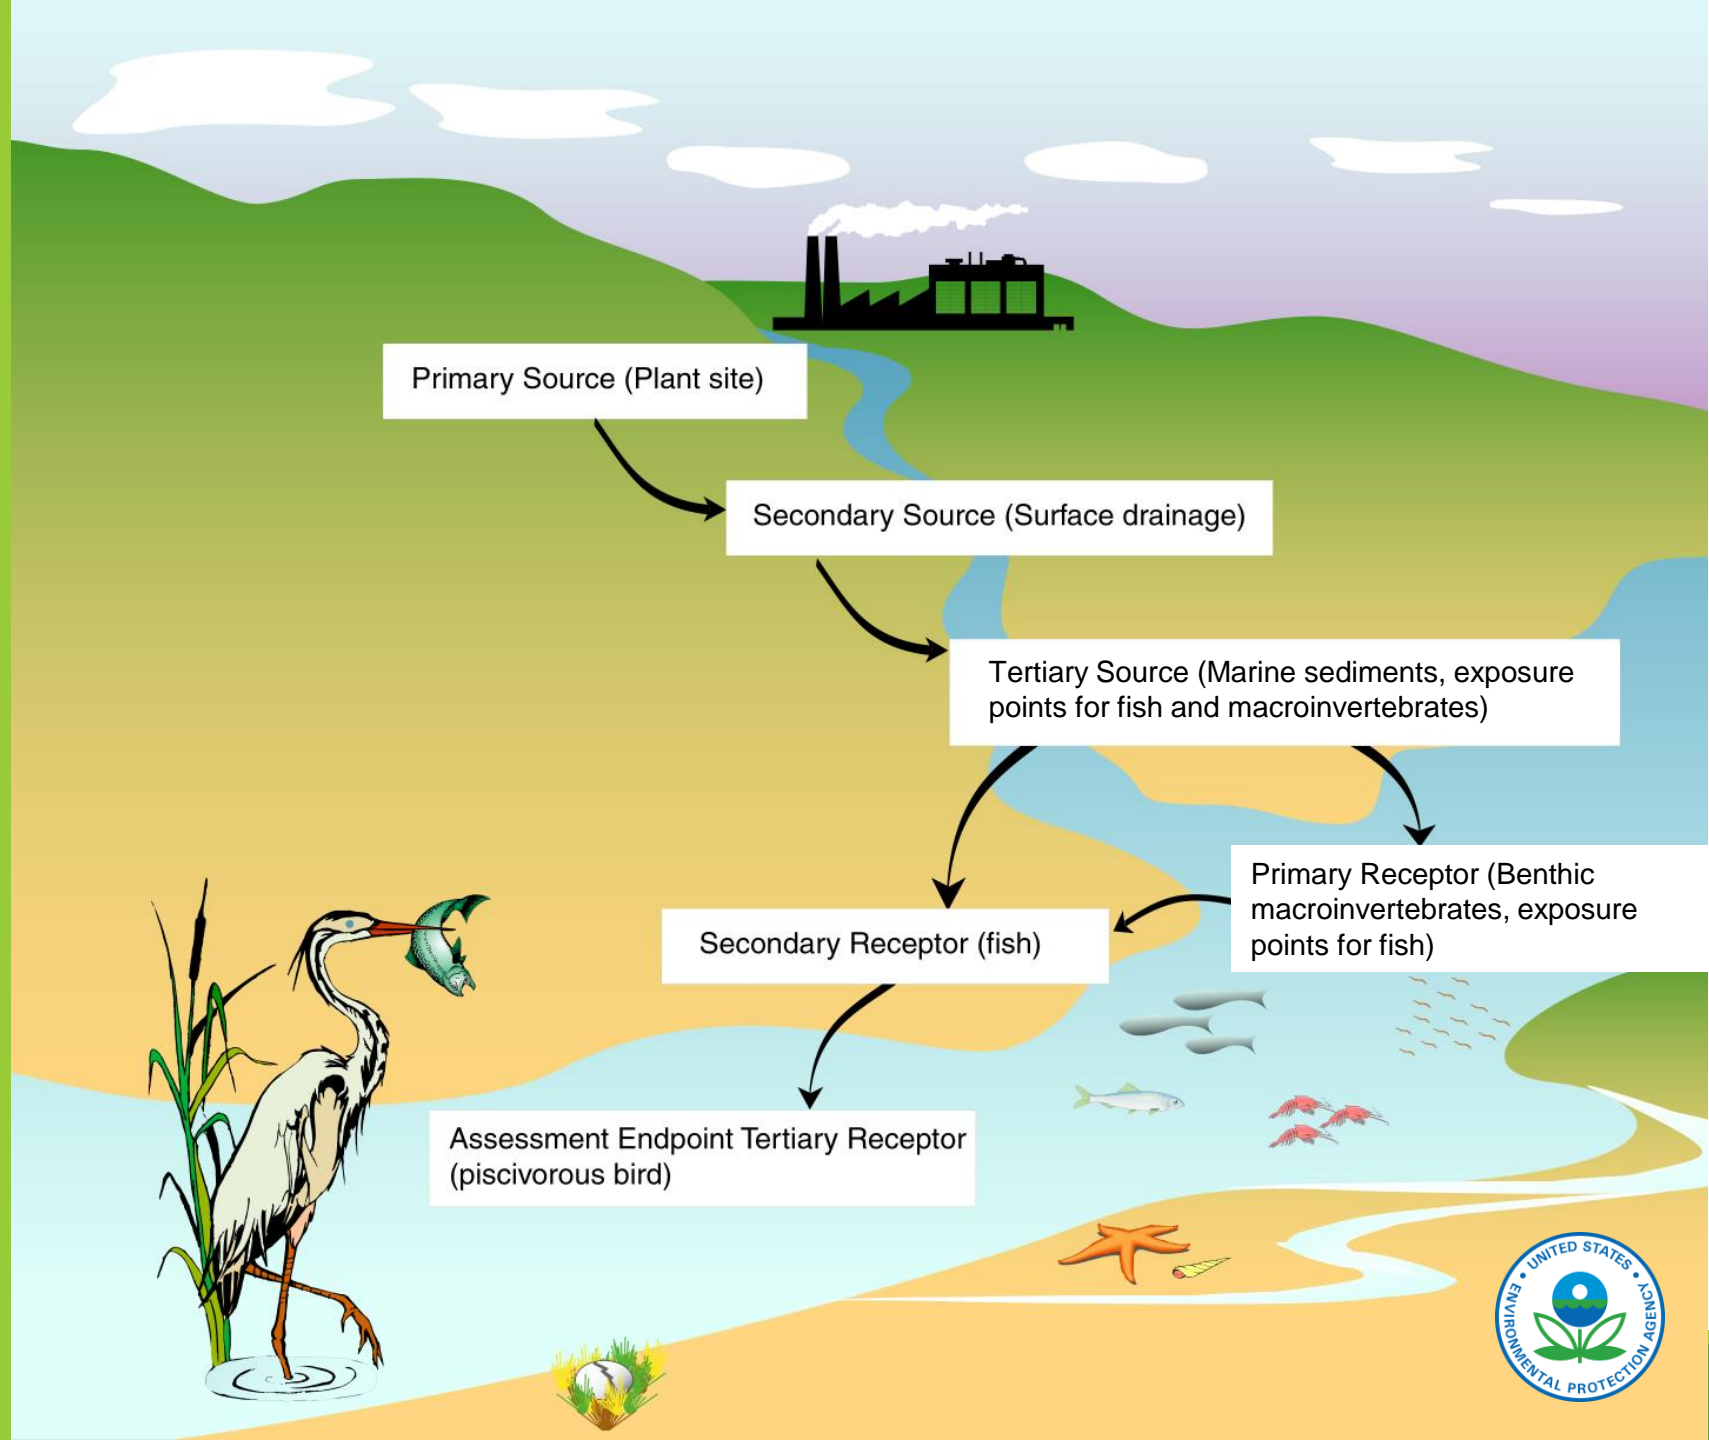 Primary Source (Plant site)
Secondary Source (Surface drainage)
Tertiary Source (Marine sediments, exposure
points for fish and macroinvertebrates)
Primary Receptor (Benthic
macroinvertebrates, exposure
points for fish)
Secondary Receptor (fish)
Assessment Endpoint Tertiary Receptor
(piscivorous bird)
UNITED STATES • ENVIRONMENTAL PROTECTION AGENCY •